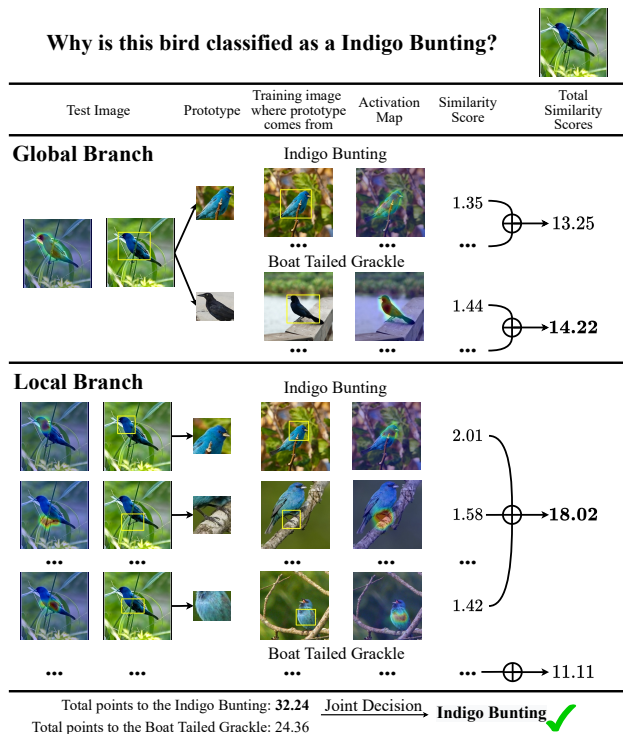 Why is this bird classified as a Indigo Bunting?
Test Image
Prototype
Training image
where prototype
comes from
Activation
Map
Similarity
Score
Total
Similarity
Scores
Global Branch
Indigo Bunting
1.35
13.25
...
...
...
Boat Tailed Grackle
1.44
14.22
...
...
...
Local Branch
Indigo Bunting
2.01
1.58
18.02
...
...
...
...
...
1.42
Boat Tailed Grackle
...
...
...
...
...
11.11
Total points to the Indigo Bunting: 32.24
Joint Decision
Indigo Bunting
Total points to the Boat Tailed Grackle: 24.36